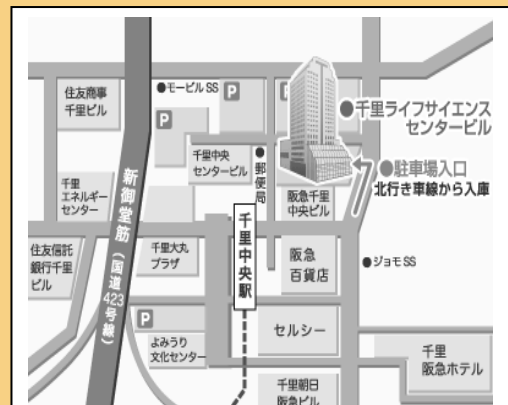 住友商事
千里ビル
●モービルSS
P
P
P
●千里ライフサイエンス
センタービル
千里中央
センタービル
●郵便局
●駐車場入口
北行き車線から入庫
千里
エネルギー
センター
新御堂筋（国道423号線）
阪急千里
中央ビル
千里中央駅
住友信託
銀行千里
ビル
千里大丸
プラザ
阪急
百貨店
●ジョモSS
P
よみうり
文化センター
セルシー
千里
阪急ホテル
千里朝日
阪急ビル